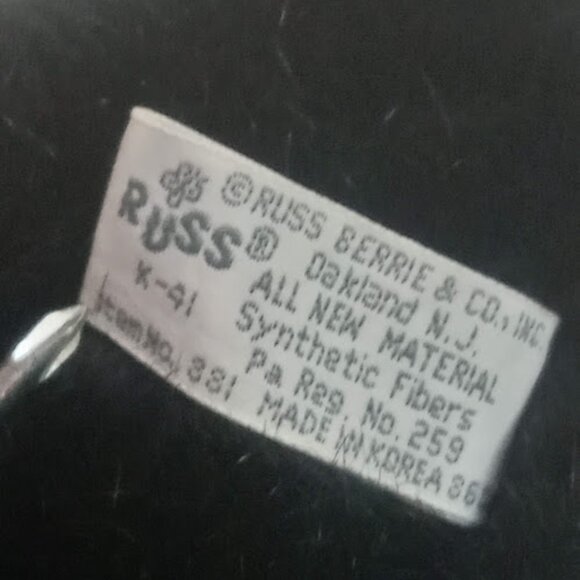 RUSS®
K-41
Item No. 881
© RUSS BERRIE & CO., INC.
Oakland N.J.
ALL NEW MATERIAL
Synthetic Fibers
Pa Reg. No. 259
MADE IN KOREA 86